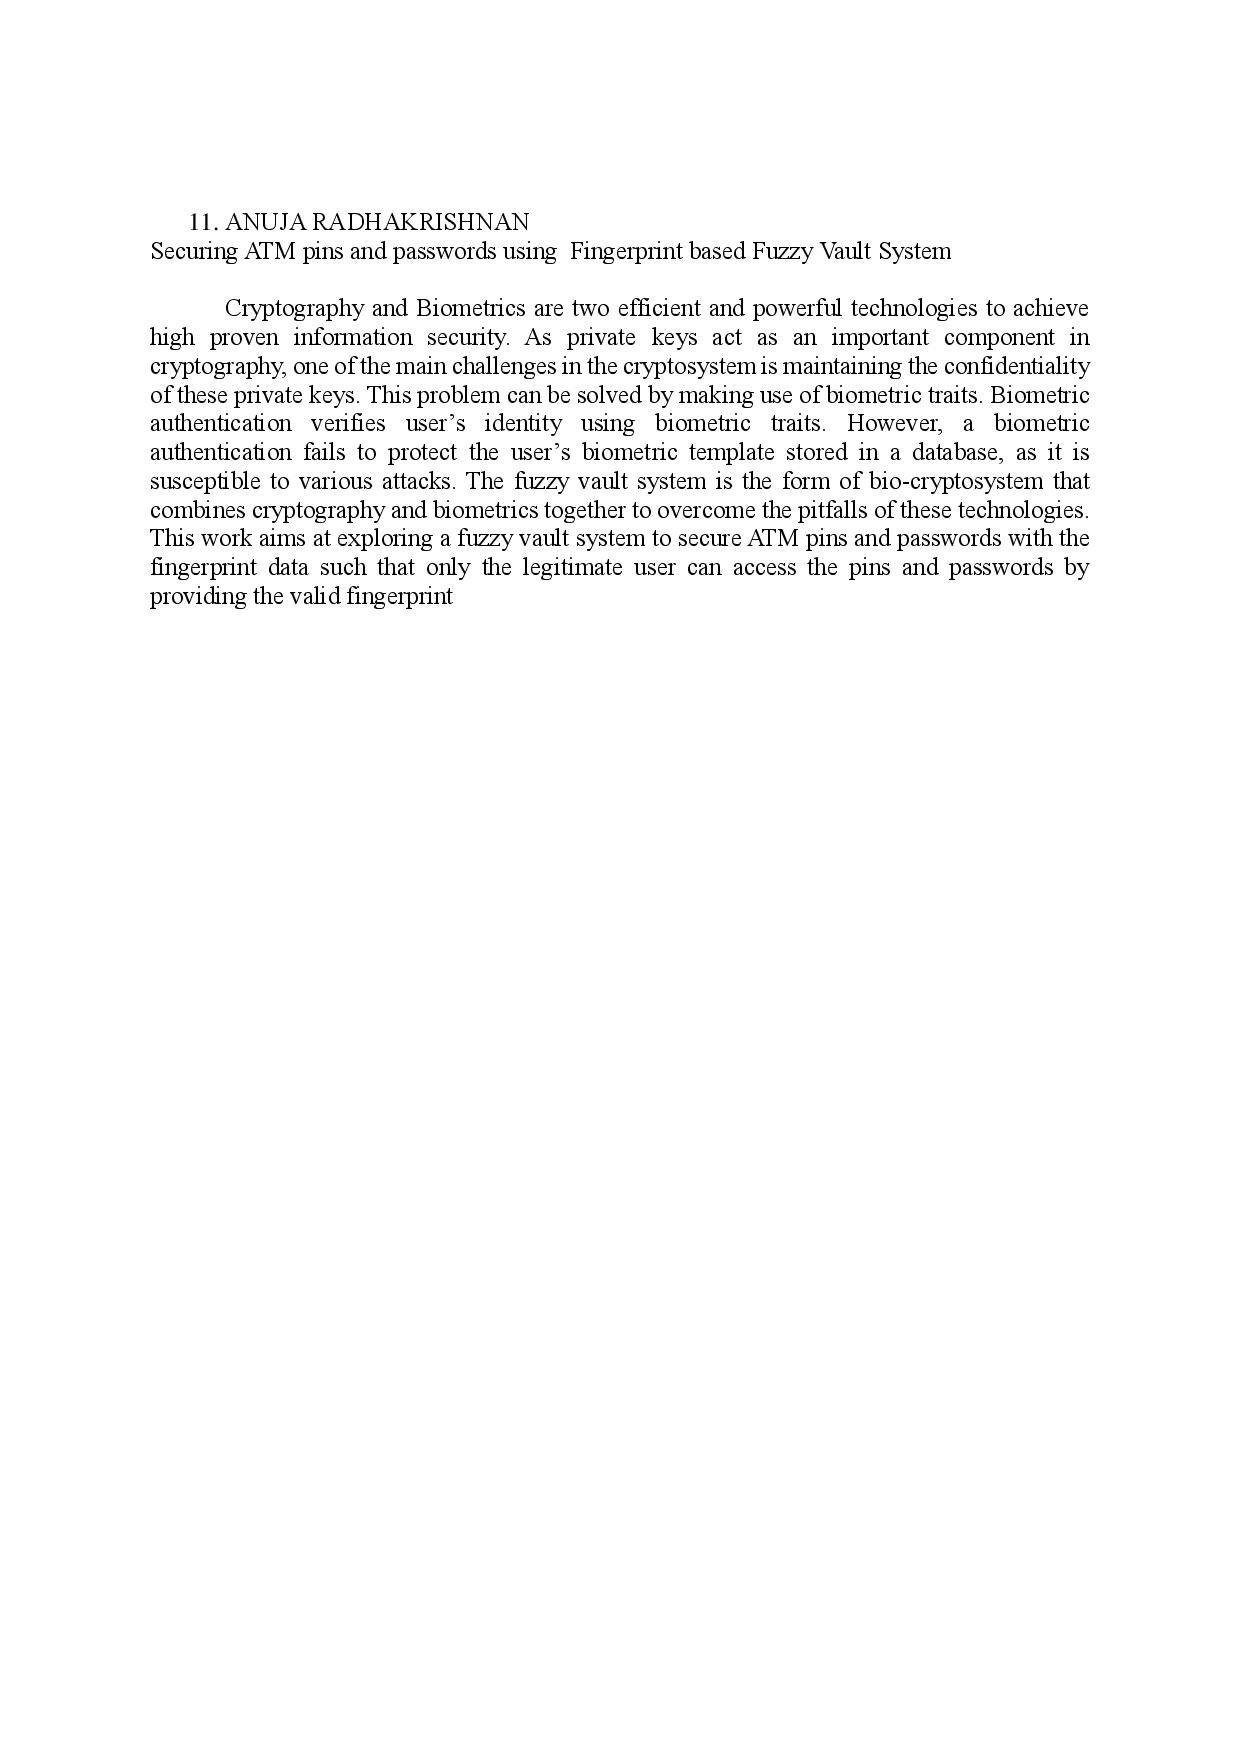 11. ANUJA RADHAKRISHNAN
Securing ATM pins and passwords using  Fingerprint based Fuzzy Vault System
Cryptography and Biometrics are two efficient and powerful technologies to achieve
high proven information security. As private keys act as an important component in
cryptography, one of the main challenges in the cryptosystem is maintaining the confidentiality
of these private keys. This problem can be solved by making use of biometric traits. Biometric
authentication verifies user’s identity using biometric traits. However, a biometric
authentication fails to protect the user’s biometric template stored in a database, as it is
susceptible to various attacks. The fuzzy vault system is the form of bio-cryptosystem that
combines cryptography and biometrics together to overcome the pitfalls of these technologies.
This work aims at exploring a fuzzy vault system to secure ATM pins and passwords with the
fingerprint data such that only the legitimate user can access the pins and passwords by
providing the valid fingerprint